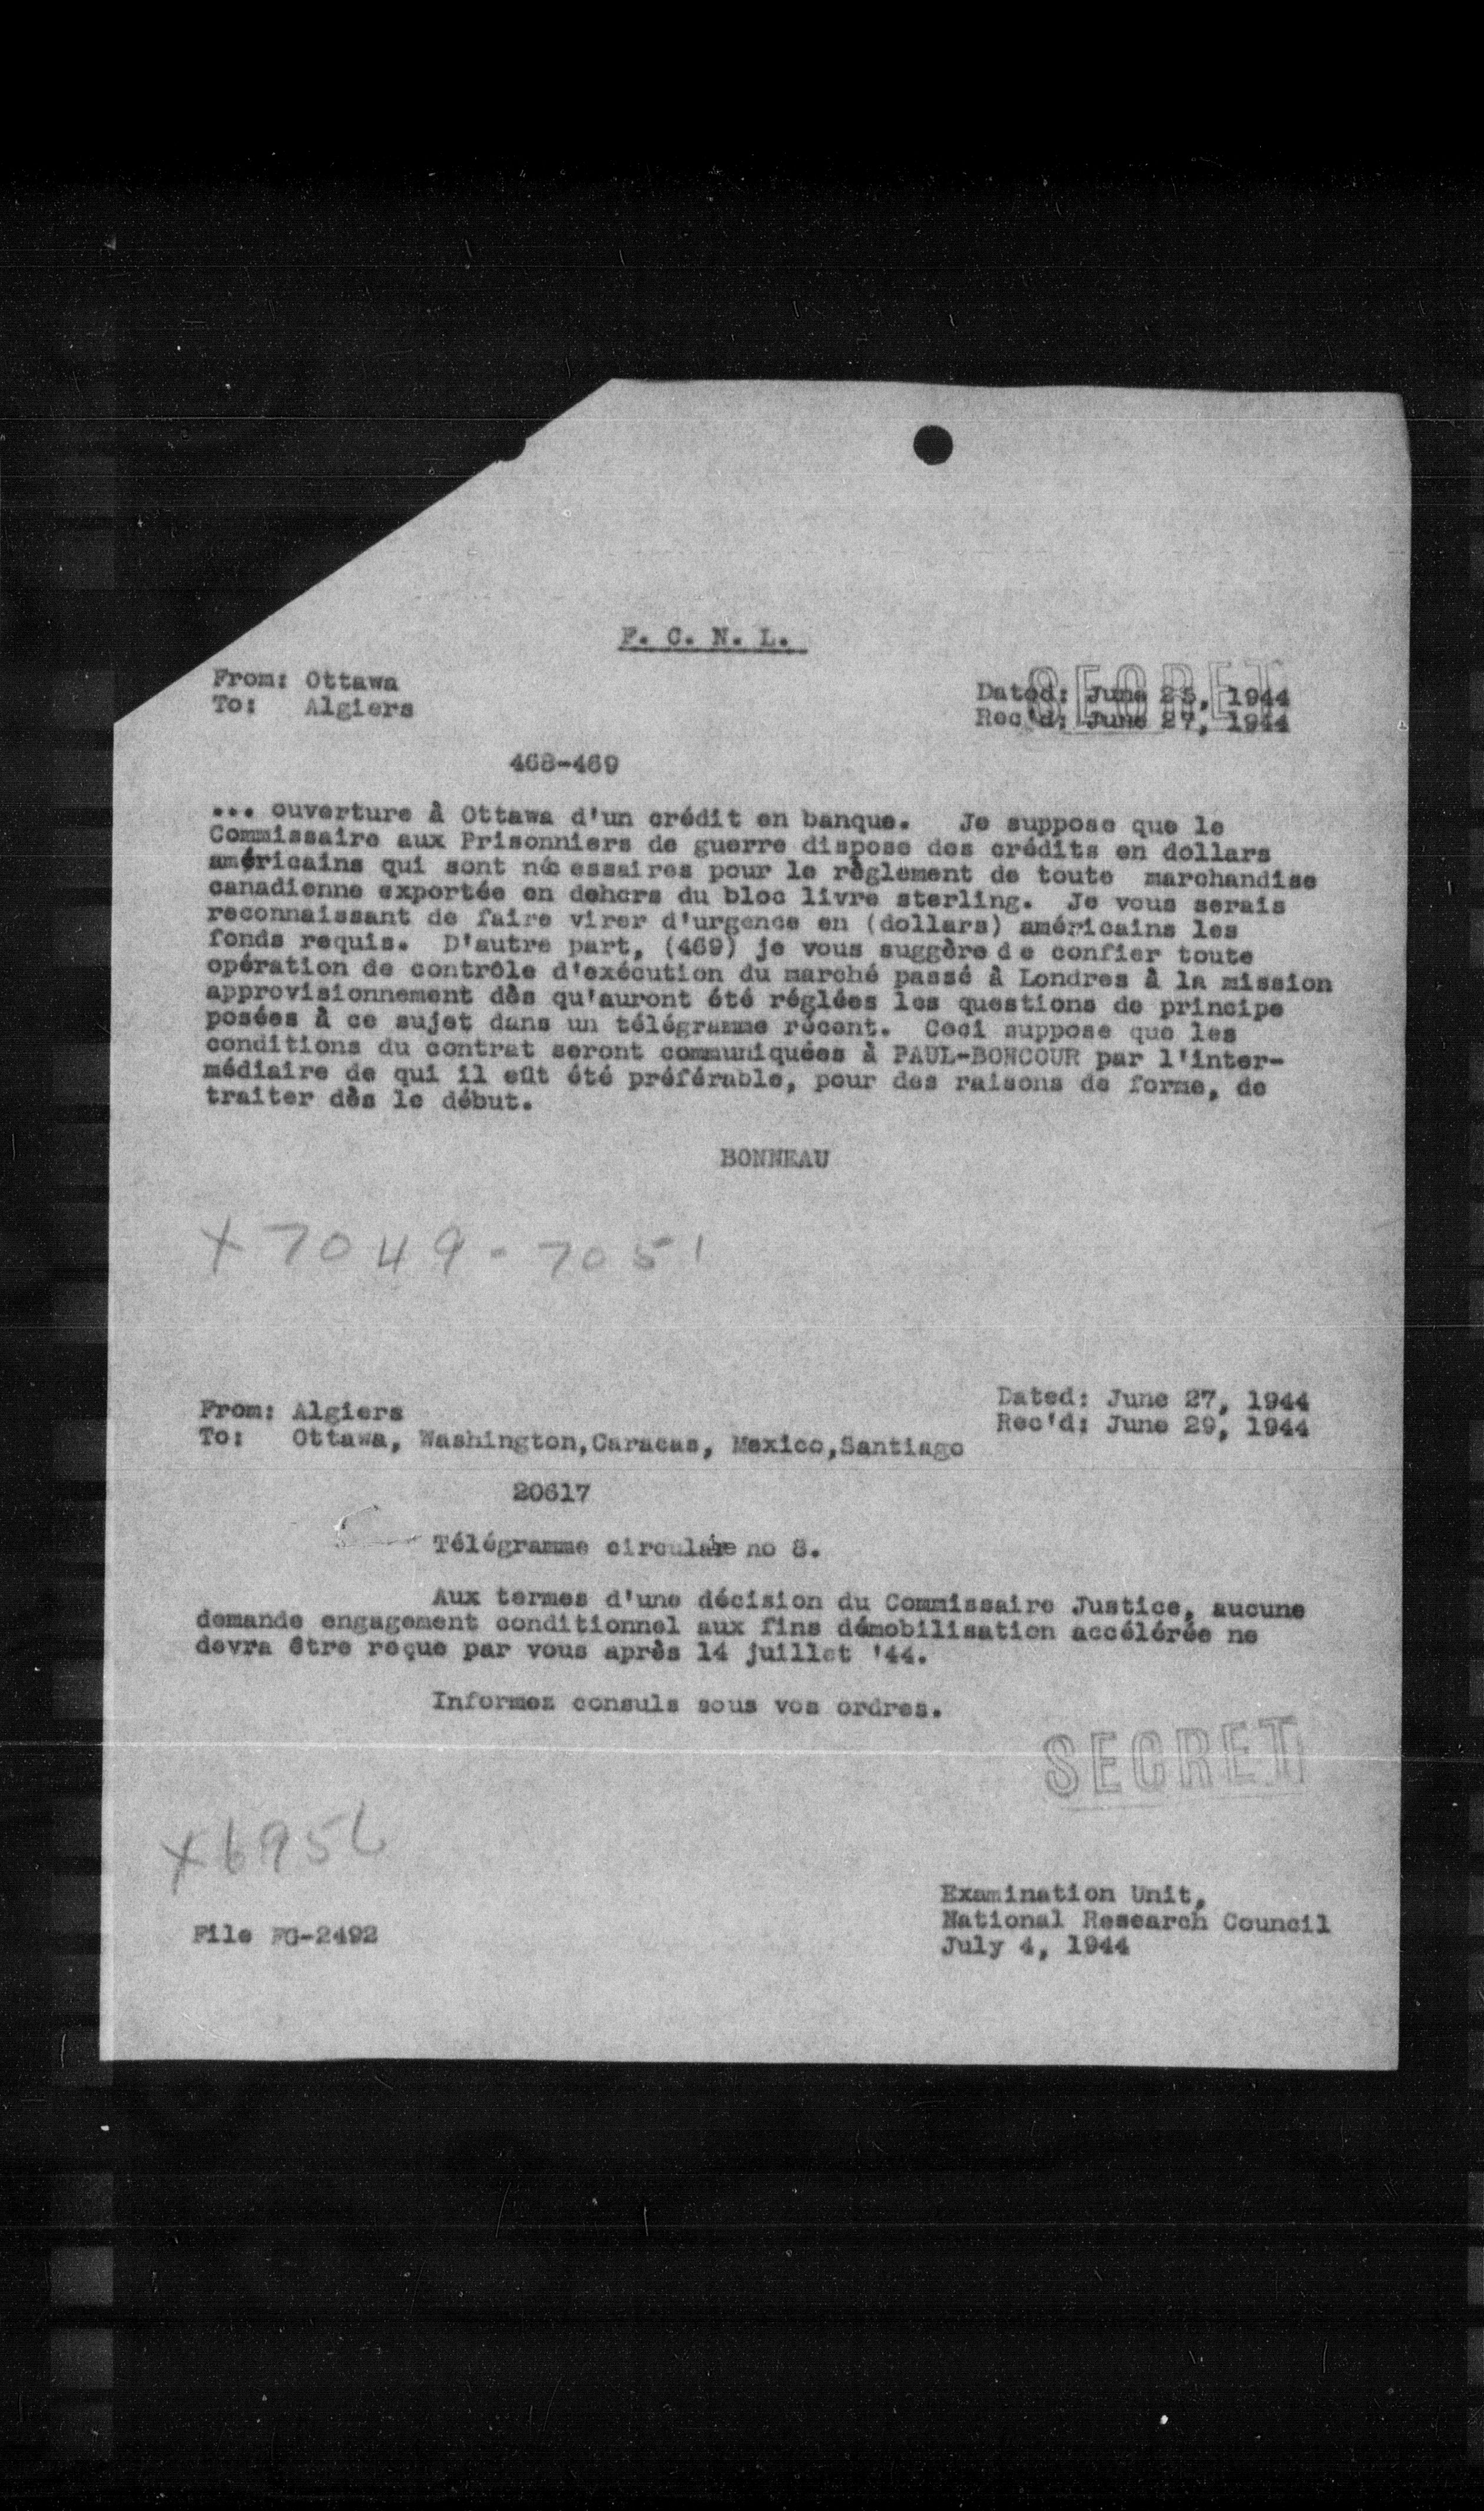 F. C. N. L.
SECRET
From: Ottawa
To: Algiers
Dated: June 25, 1944
Rec'd: June 27, 1944
468-469
... ouverture à Ottawa d'un crédit en banque. Je suppose que le
Commissaire aux Prisonniers de guerre dispose des crédits en dollars
américains qui sont nécessaires pour le règlement de toute marchandise
canadienne exportée en dehors du bloc livre sterling. Je vous serais
reconnaissant de faire virer d'urgence en (dollars) américains les
fonds requis. D'autre part, (469) je vous suggère de confier toute
opération de contrôle d'exécution du marché passé à Londres à la mission
approvisionnement dès qu'auront été réglées les questions de principe
posées à ce sujet dans un télégramme récent. Ceci suppose que les
conditions du contrat seront communiquées à PAUL-BONCOUR par l'inter-
médiaire de qui il eût été préférable, pour des raisons de forme, de
traiter dès le début.
BONNEAU
X 7049 - 7051
From: Algiers
To: Ottawa, Washington,Caracas, Mexico,Santiago
Dated: June 27, 1944
Rec'd: June 29, 1944
20617
Télégramme circulaire no 8.
Aux termes d'une décision du Commissaire Justice, aucune
demande engagement conditionnel aux fins démobilisation accélérée ne
devra être reçue par vous après 14 juillet '44.
Informez consuls sous vos ordres.
SECRET
X6956
Examination Unit,
National Research Council
July 4, 1944
File FG-2492